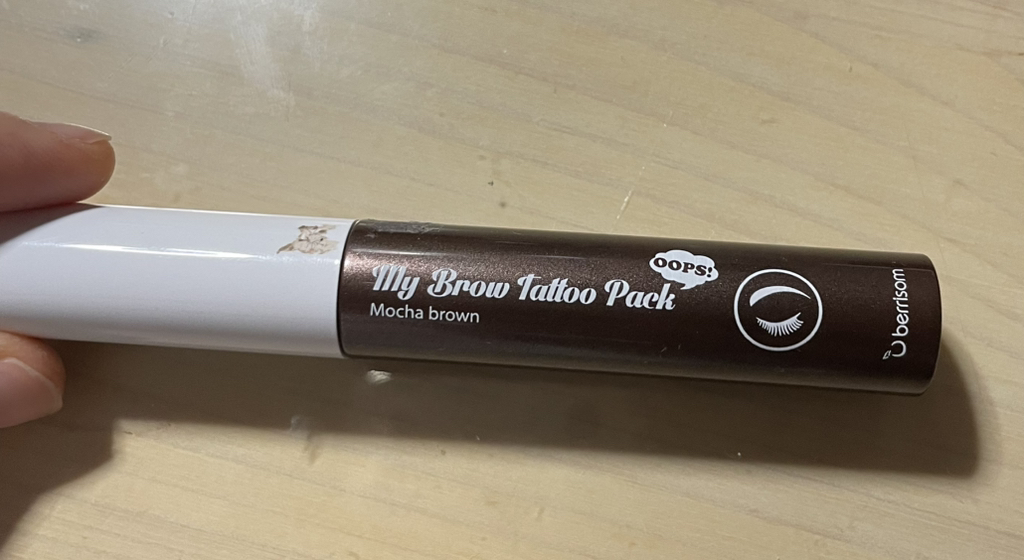 OOPS!
My Brow Tattoo Pack
Mocha brown
berrisom